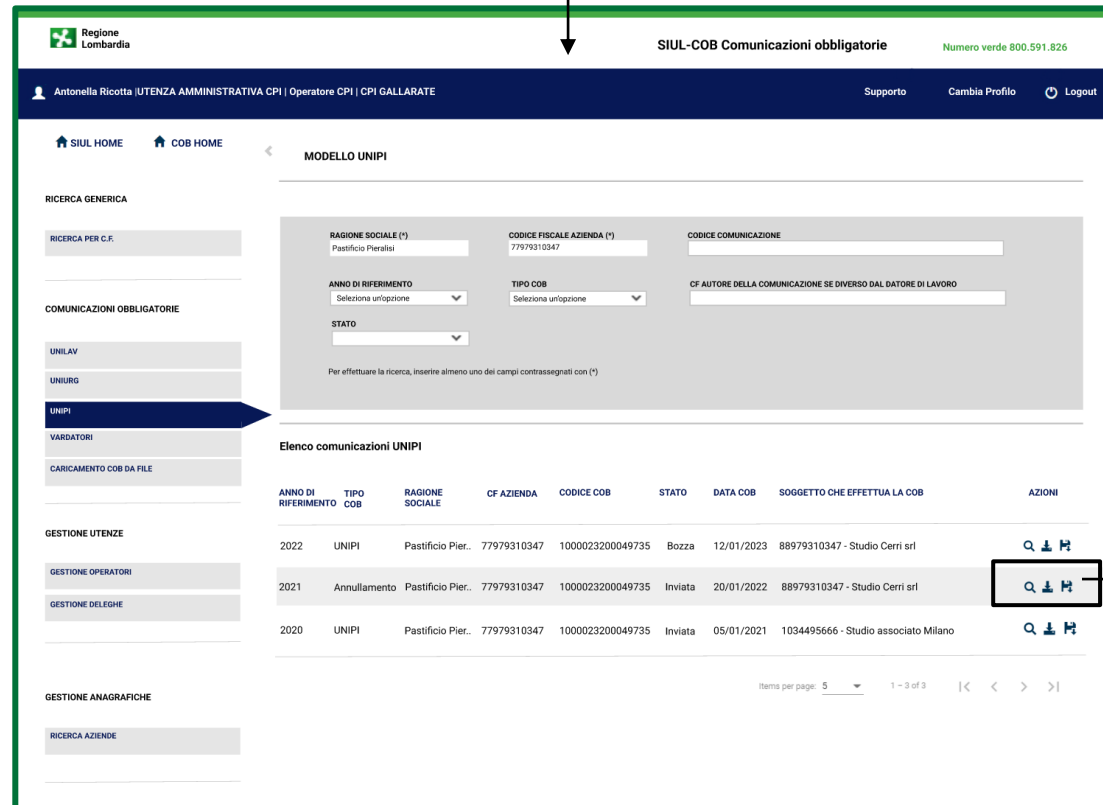 Regione
Lombardia
SIUL-COB Comunicazioni obbligatorie
Numero verde 800.591.826
Antonella Ricotta |UTENZA AMMINISTRATIVA CPI | Operatore CPI | CPI GALLARATE
Supporto
Cambia Profilo
Logout
SIUL HOME
COB HOME
MODELLO UNIPI
RICERCA GENERICA
RICERCA PER C.F.
COMUNICAZIONI OBBLIGATORIE
UNILAV
UNIURG
UNIPI
VARDATORI
CARICAMENTO COB DA FILE
GESTIONE UTENZE
GESTIONE OPERATORI
GESTIONE DELEGHE
GESTIONE ANAGRAFICHE
RICERCA AZIENDE
RAGIONE SOCIALE (*)
Pastificio Pieralisi
CODICE FISCALE AZIENDA (*)
77979310347
CODICE COMUNICAZIONE
ANNO DI RIFERIMENTO
Seleziona un'opzione
TIPO COB
Seleziona un'opzione
CF AUTORE DELLA COMUNICAZIONE SE DIVERSO DAL DATORE DI LAVORO
STATO
Per effettuare la ricerca, inserire almeno uno dei campi contrassegnati con (*)
Elenco comunicazioni UNIPI
ANNO DI RIFERIMENTO TIPO COB RAGIONE SOCIALE CF AZIENDA CODICE COB STATO DATA COB SOGGETTO CHE EFFETTUA LA COB AZIONI
2022 UNIPI Pastificio Pier.. 77979310347 1000023200049735 Bozza 12/01/2023 88979310347 - Studio Cerri srl
2021 Annullamento Pastificio Pier.. 77979310347 1000023200049735 Inviata 20/01/2022 88979310347 - Studio Cerri srl
2020 UNIPI Pastificio Pier.. 77979310347 1000023200049735 Inviata 05/01/2021 1034495666 - Studio associato Milano
Items per page: 5 1 – 3 of 3